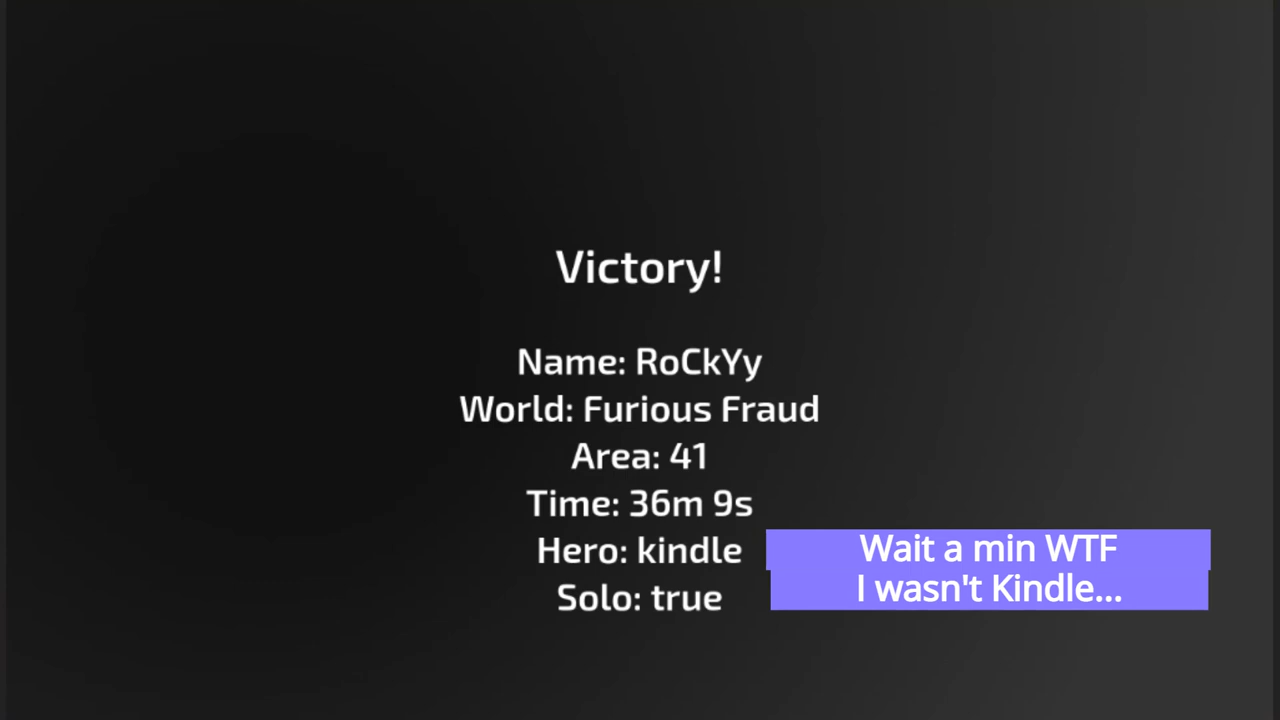 Victory!
Name: RoCkYy
World: Furious Fraud
Area: 41
Time: 36m 9s
Hero: kindle
Wait a min WTF
I wasn't Kindle...
Solo: true